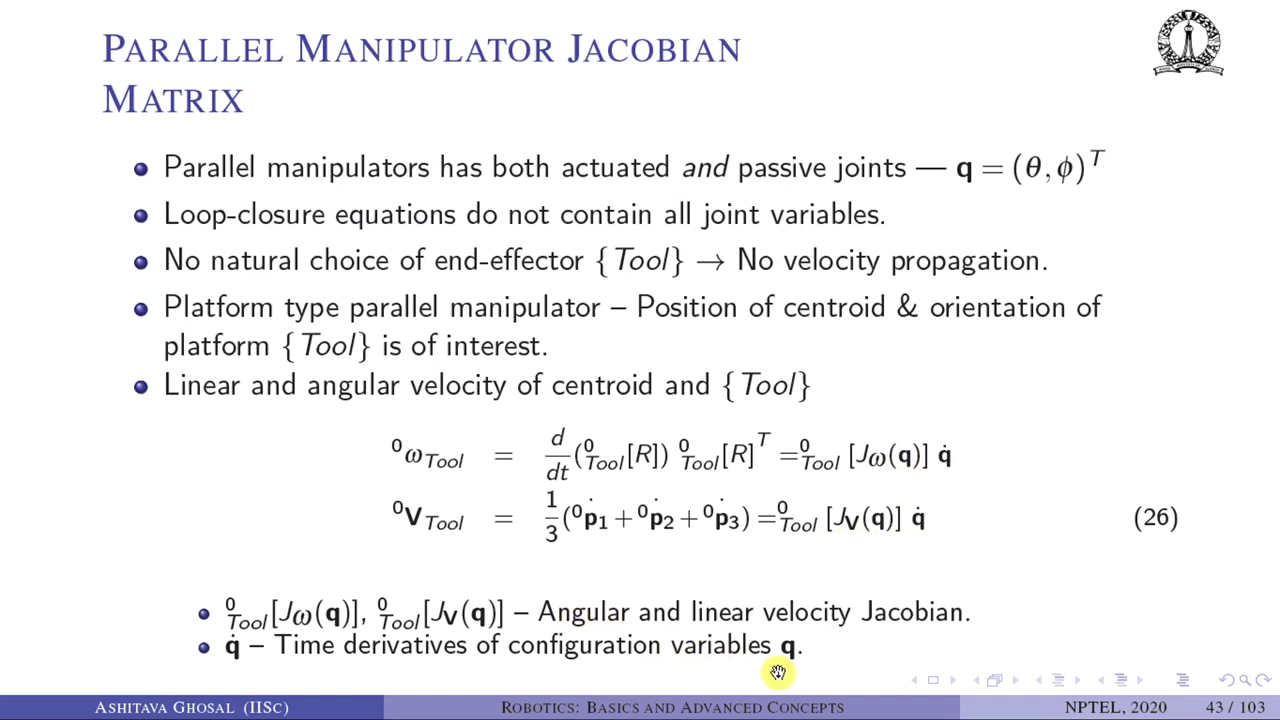 PARALLEL MANIPULATOR JACOBIAN
MATRIX
Parallel manipulators has both actuated and passive joints — q = (θ, ϕ)^T
Loop-closure equations do not contain all joint variables.
No natural choice of end-effector {Tool} → No velocity propagation.
Platform type parallel manipulator – Position of centroid & orientation of
platform {Tool} is of interest.
Linear and angular velocity of centroid and {Tool}
⁰ω_Tool = d/dt (⁰_Tool[R]) ⁰_Tool[R]^T = ⁰_Tool [Jω(q)] q̇
⁰V_Tool = 1/3 (⁰ṗ₁ + ⁰ṗ₂ + ⁰ṗ₃) = ⁰_Tool [J_V(q)] q̇ (26)
⁰_Tool[Jω(q)], ⁰_Tool[J_V(q)] – Angular and linear velocity Jacobian.
q̇ – Time derivatives of configuration variables q.
ASHITAVA GHOSAL (IISC) ROBOTICS: BASICS AND ADVANCED CONCEPTS NPTEL, 2020 43 / 103